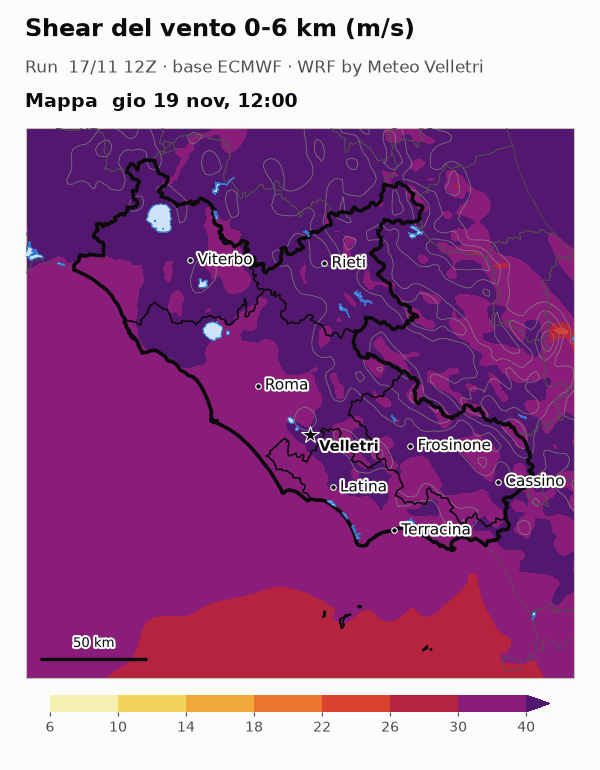 Shear del vento 0-6 km (m/s)
Run 17/11 12Z · base ECMWF · WRF by Meteo Velletri
Mappa gio 19 nov, 12:00
Viterbo
Rieti
Roma
Velletri
Frosinone
Cassino
Latina
Terracina
50 km
6 10 14 18 22 26 30 40